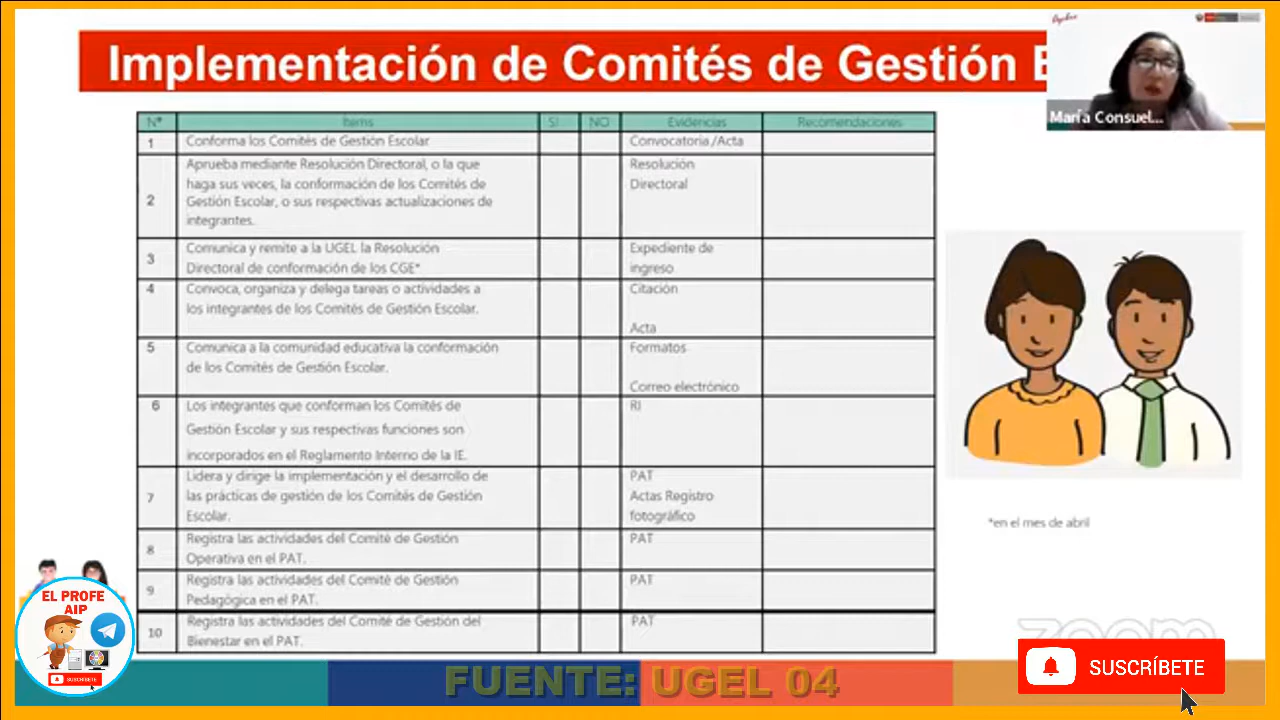 Implementación de Comités de Gestión E
María Consuel...
N° Items SI NO Evidencias Recomendaciones
1 Conforma los Comités de Gestión Escolar Convocatoria /Acta
2 Aprueba mediante Resolución Directoral, o la que Resolución
haga sus veces, la conformación de los Comités de Directoral
Gestión Escolar, o sus respectivas actualizaciones de
integrantes.
3 Comunica y remite a la UGEL la Resolución Expediente de
Directoral de conformación de los CGE* ingreso
4 Convoca, organiza y delega tareas o actividades a Citación
los integrantes de los Comités de Gestión Escolar.
Acta
5 Comunica a la comunidad educativa la conformación Formatos
de los Comités de Gestión Escolar.
Correo electrónico
6 Los integrantes que conforman los Comités de RI
Gestión Escolar y sus respectivas funciones son
incorporados en el Reglamento Interno de la IE.
7 Lidera y dirige la implementación y el desarrollo de PAT
las prácticas de gestión de los Comités de Gestión Actas Registro
Escolar. fotográfico
8 Registra las actividades del Comité de Gestión PAT
Operativa en el PAT.
9 Registra las actividades del Comité de Gestión PAT
Pedagógica en el PAT.
10 Registra las actividades del Comité de Gestión del PAT
Bienestar en el PAT.
*en el mes de abril
EL PROFE
AIP
SUSCRÍBETE
zoom
SUSCRÍBETE
FUENTE: UGEL 04